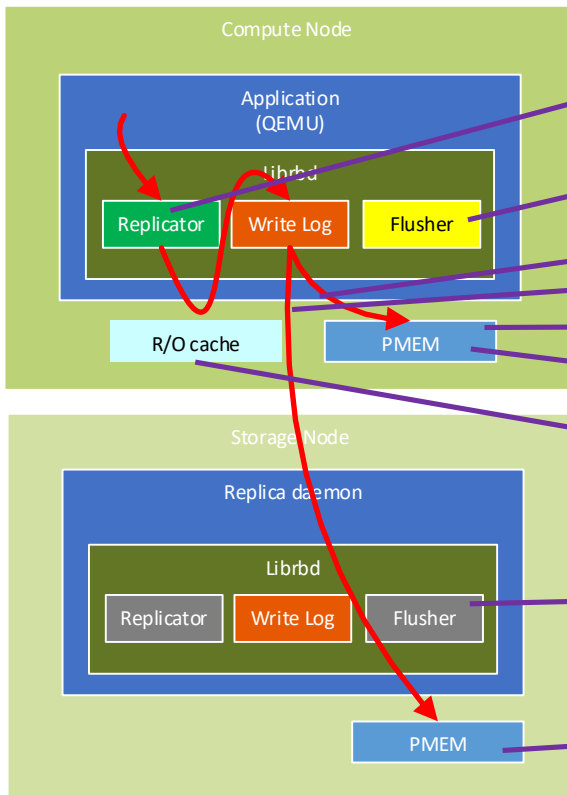 Compute Node
Application
(QEMU)
Librbd
Replicator
Write Log
Flusher
R/O cache
PMEM
Storage Node
Replica daemon
Librbd
Replicator
Write Log
Flusher
PMEM